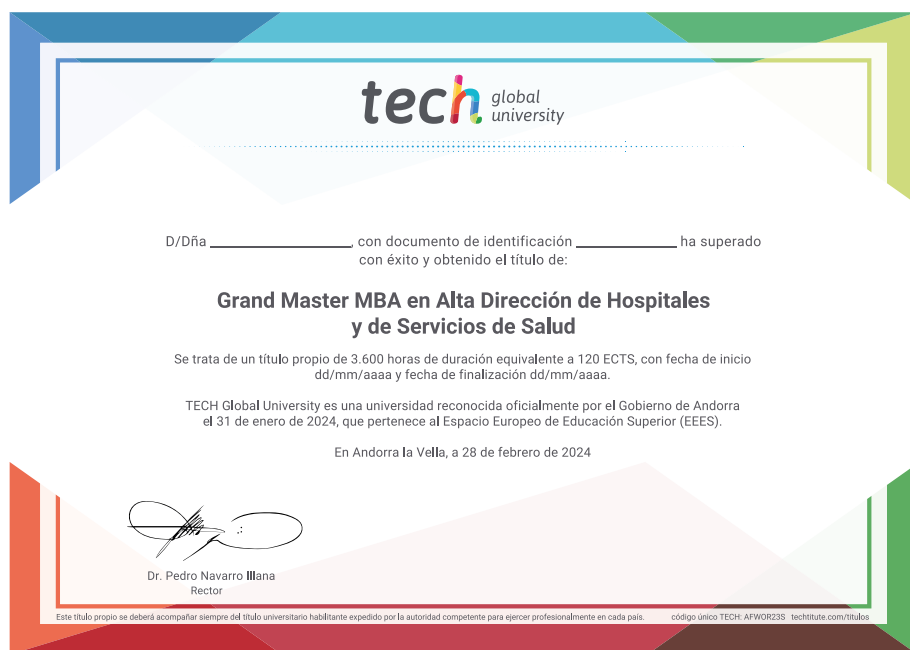 tech global university
D/Dña ______________, con documento de identificación __________ ha superado
con éxito y obtenido el título de:
Grand Master MBA en Alta Dirección de Hospitales
y de Servicios de Salud
Se trata de un título propio de 3.600 horas de duración equivalente a 120 ECTS, con fecha de inicio
dd/mm/aaaa y fecha de finalización dd/mm/aaaa.
TECH Global University es una universidad reconocida oficialmente por el Gobierno de Andorra
el 31 de enero de 2024, que pertenece al Espacio Europeo de Educación Superior (EEES).
En Andorra la Vella, a 28 de febrero de 2024
Dr. Pedro Navarro Illana
Rector
Este título propio se deberá acompañar siempre del título universitario habilitante expedido por la autoridad competente para ejercer profesionalmente en cada país. código único TECH: AFWOR23S techtitute.com/titulos